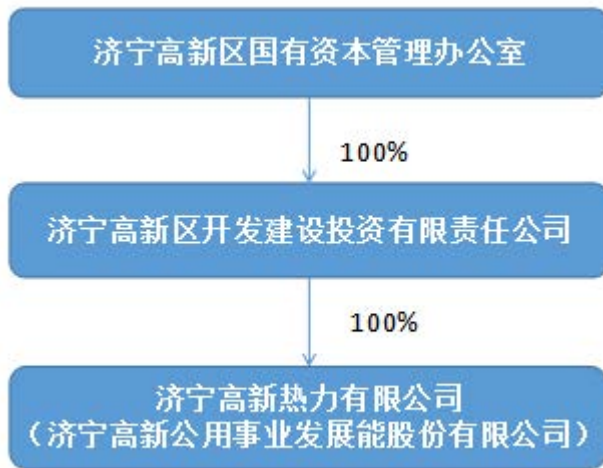 济宁高新区国有资本管理办公室
100%
济宁高新区开发建设投资有限责任公司
100%
济宁高新热力有限公司
（济宁高新公用事业发展能股份有限公司）